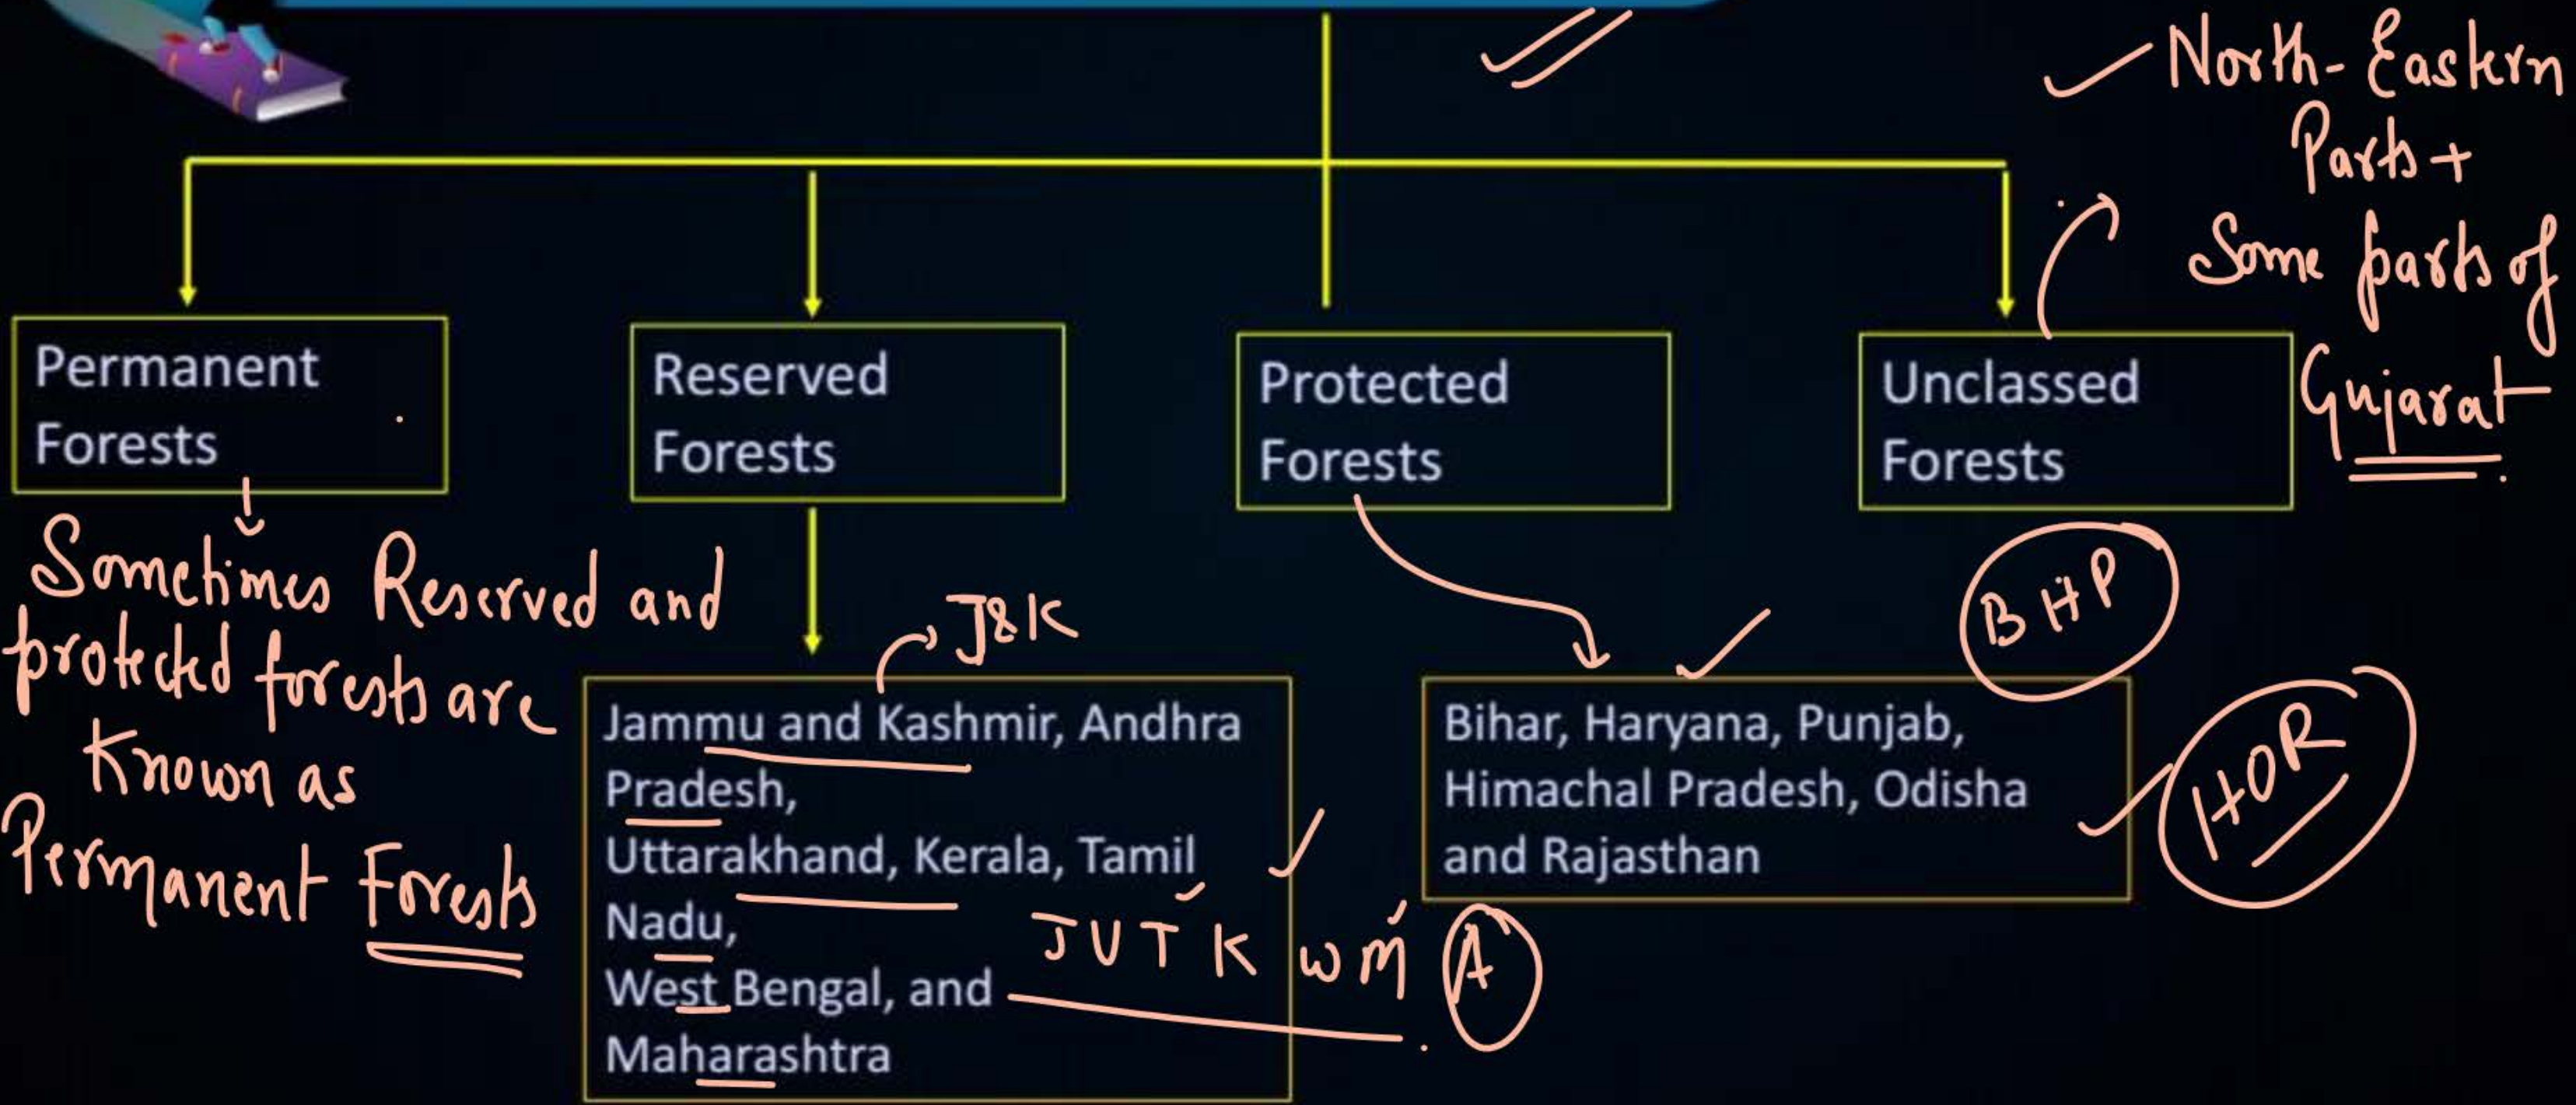 North-Eastern
Parts +
Some parts of
Gujarat
Permanent
Forests
Reserved
Forests
Protected
Forests
Unclassed
Forests
Sometimes Reserved and
protected forests are
Known as
Permanent Forests
J&K
Jammu and Kashmir, Andhra
Pradesh,
Uttarakhand, Kerala, Tamil
Nadu,
West Bengal, and
Maharashtra
JUTK WM A
BHP
Bihar, Haryana, Punjab,
Himachal Pradesh, Odisha
and Rajasthan
HOR